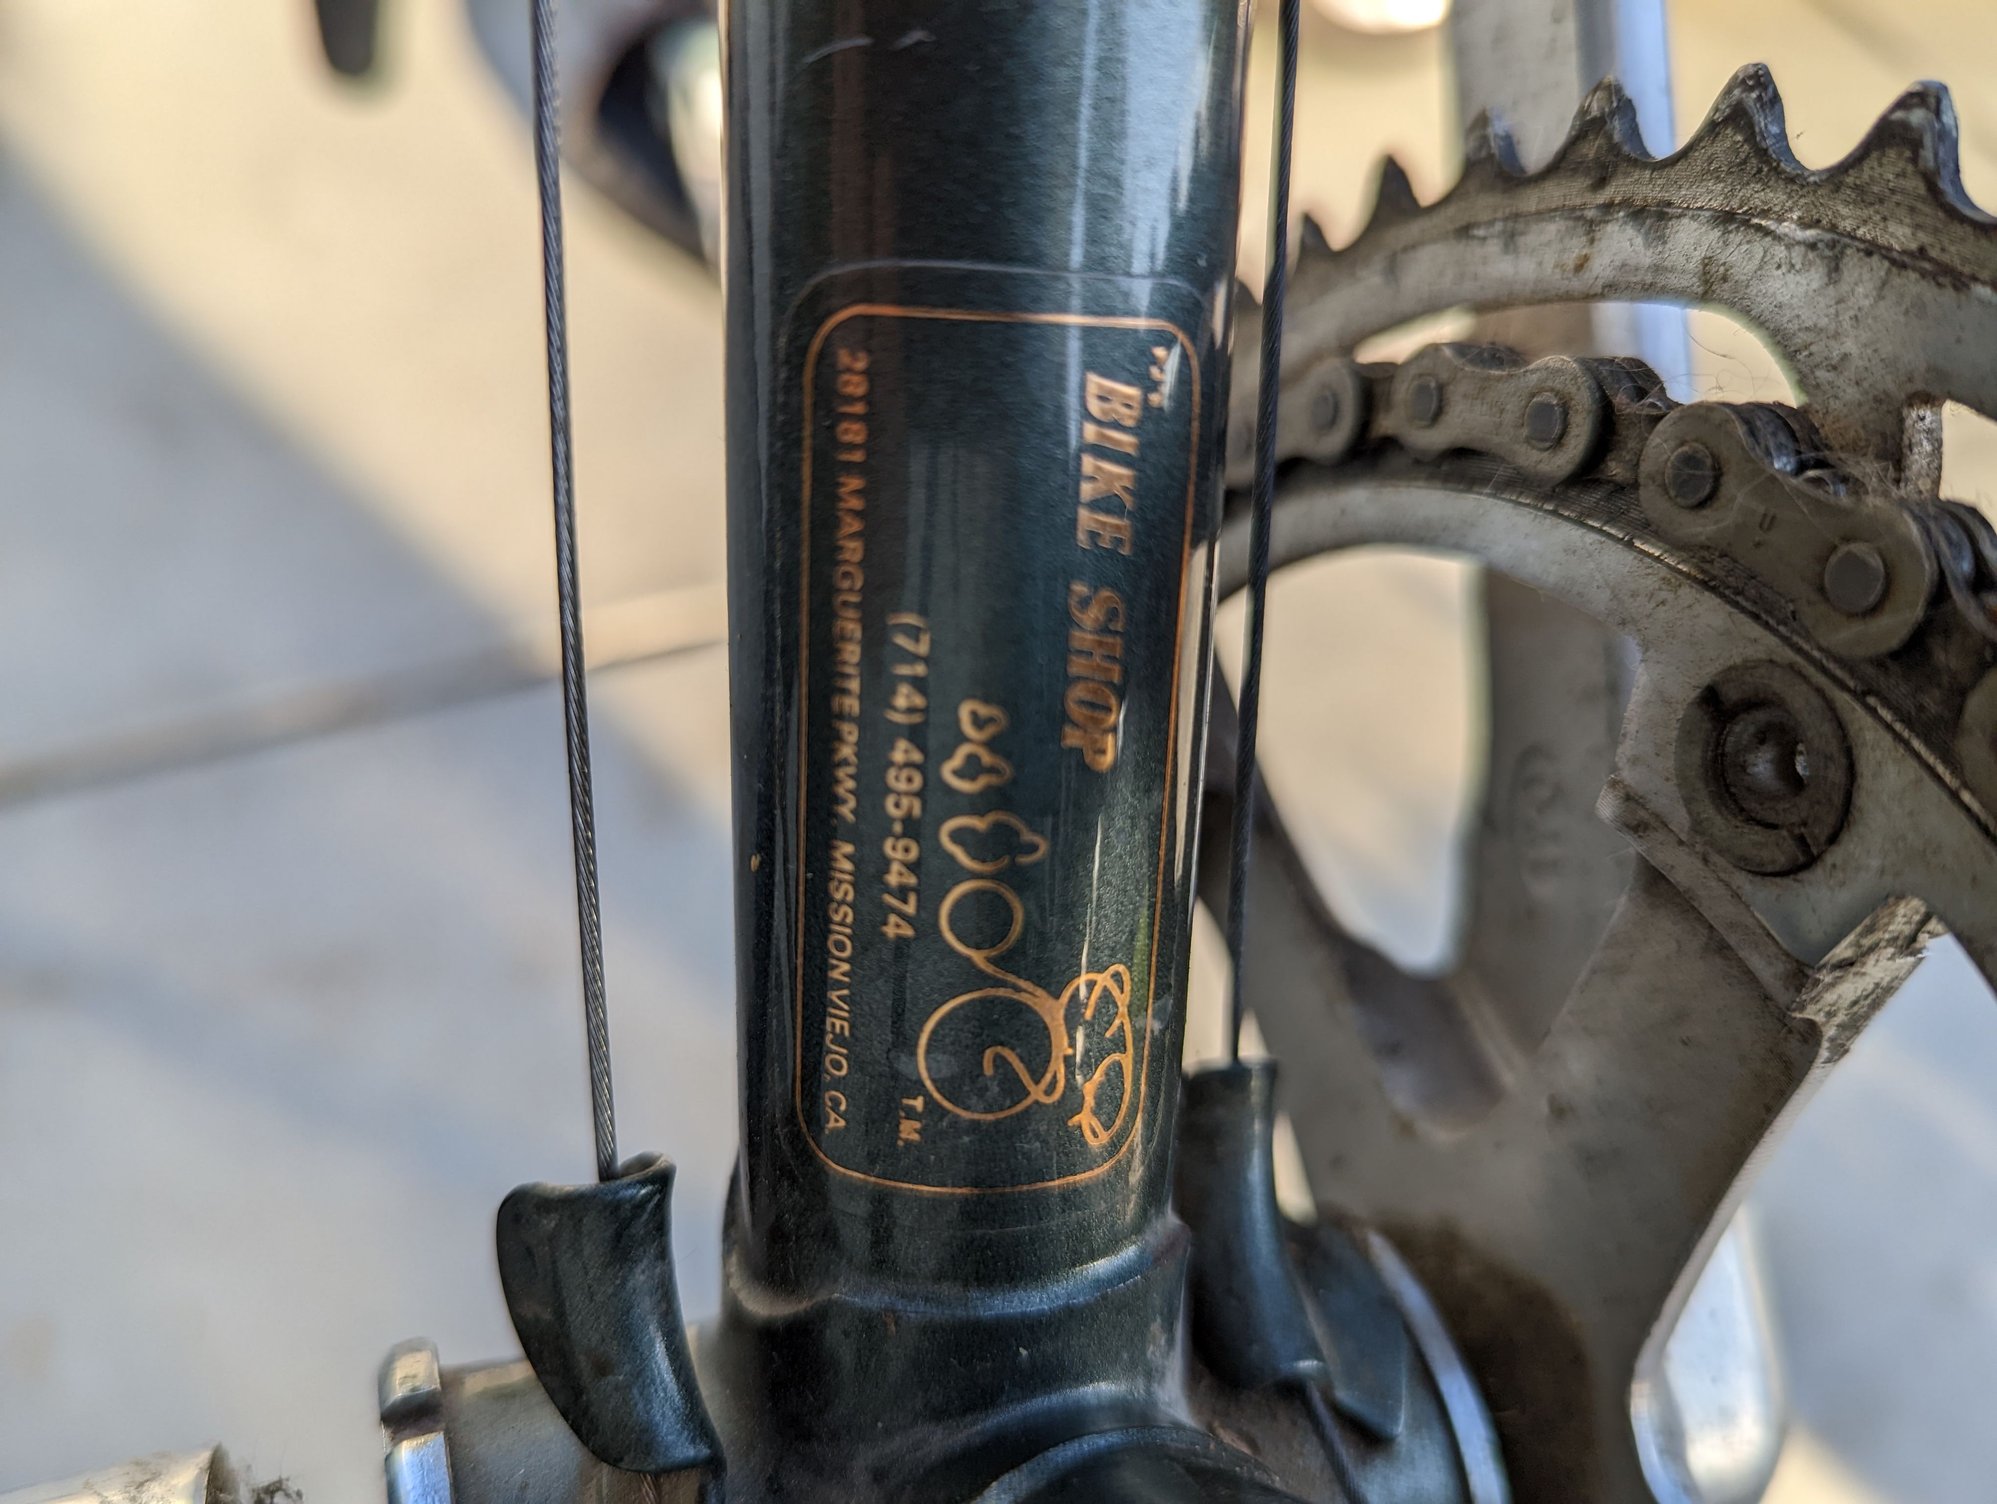 BIKE SHOP
(714) 495-9474
28181 MARGUERITE PKWY. MISSION VIEJO, CA.
T.M.